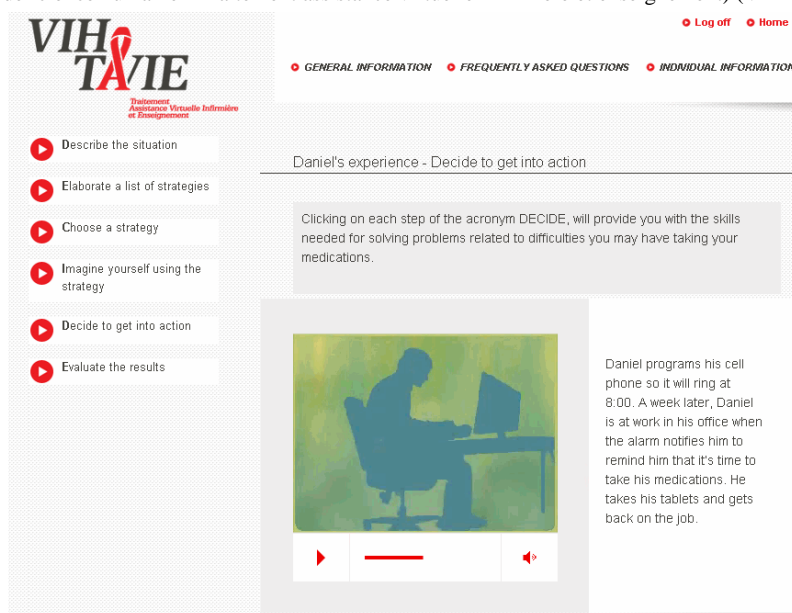 Log off Home
VIH
TAVIE
Traitement
Assistance Virtuelle Infirmière
et Enseignement
GENERAL INFORMATION FREQUENTLY ASKED QUESTIONS INDIVIDUAL INFORMATION
Describe the situation
Elaborate a list of strategies
Choose a strategy
Imagine yourself using the
strategy
Decide to get into action
Evaluate the results
Daniel's experience - Decide to get into action
Clicking on each step of the acronym DECIDE, will provide you with the skills
needed for solving problems related to difficulties you may have taking your
medications.
Daniel programs his cell
phone so it will ring at
8:00. A week later, Daniel
is at work in his office when
the alarm notifies him to
remind him that it's time to
take his medications. He
takes his tablets and gets
back on the job.